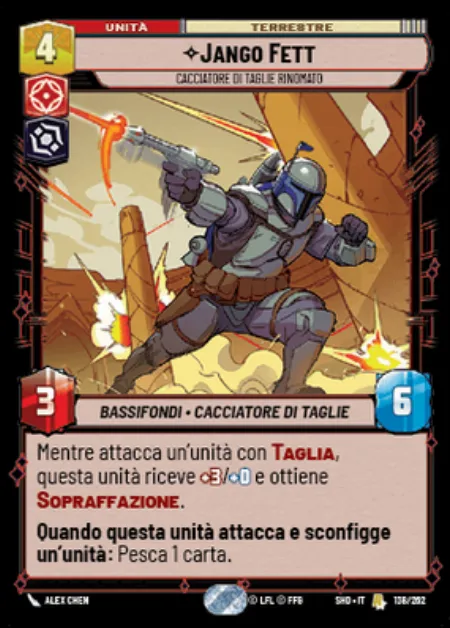 UNITÀ
TERRESTRE
4
Jango Fett
CACCIATORE DI TAGLIE RINOMATO
3
BASSIFONDI • CACCIATORE DI TAGLIE
6
Mentre attacca un'unità con TAGLIA,
questa unità riceve +3/+0 e ottiene
SOPRAFFAZIONE.
Quando questa unità attacca e sconfigge
un'unità: Pesca 1 carta.
ALEX CHEN
© LFL © FFG
SHD • IT
138/262